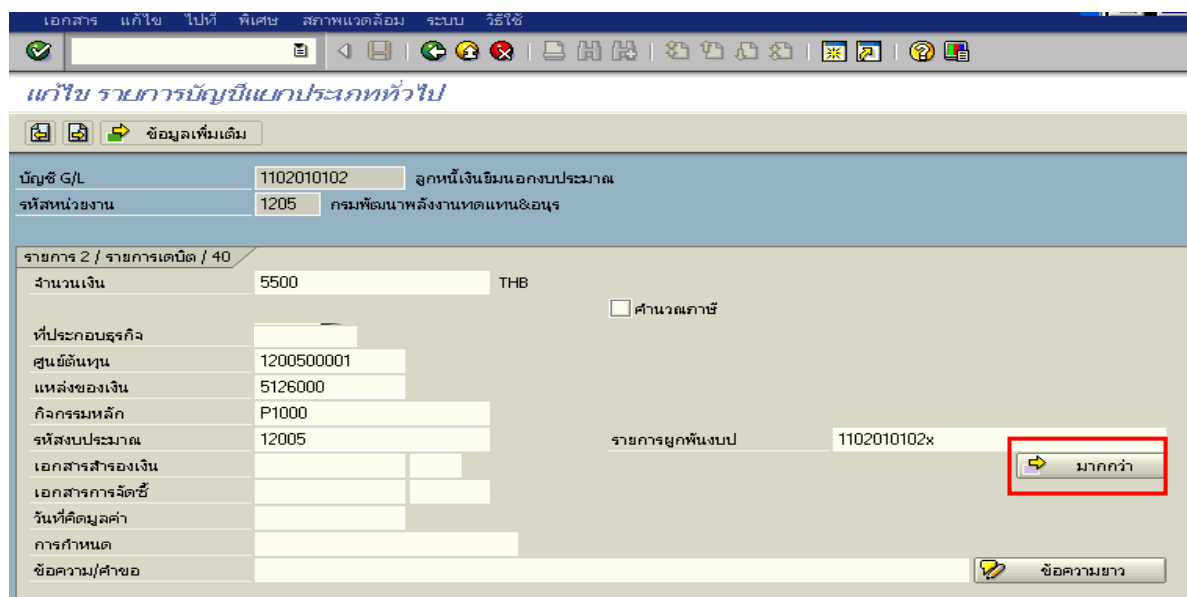 เอกสาร แก้ไข ไปที่ พิเศษ สภาพแวดล้อม ระบบ วิธีใช้
แก้ไข รายการบัญชีแยกประเภททั่วไป
ข้อมูลเพิ่มเติม
บัญชี G/L 1102010102 ลูกหนี้เงินยืมนอกงบประมาณ
รหัสหน่วยงาน 1205 กรมพัฒนาพลังงานทดแทน&อนุร
รายการ 2 / รายการเดบิต / 40
จำนวนเงิน 5500 THB
คำนวณภาษี
ที่ประกอบธุรกิจ
ศูนย์ต้นทุน 1200500001
แหล่งของเงิน 5126000
กิจกรรมหลัก P1000
รหัสงบประมาณ 12005 รายการผูกพันงบป 1102010102x
เอกสารสำรองเงิน มากกว่า
เอกสารการจัดซื้
วันที่คิดมูลค่า
การกำหนด
ข้อความ/คำขอ ข้อความยาว